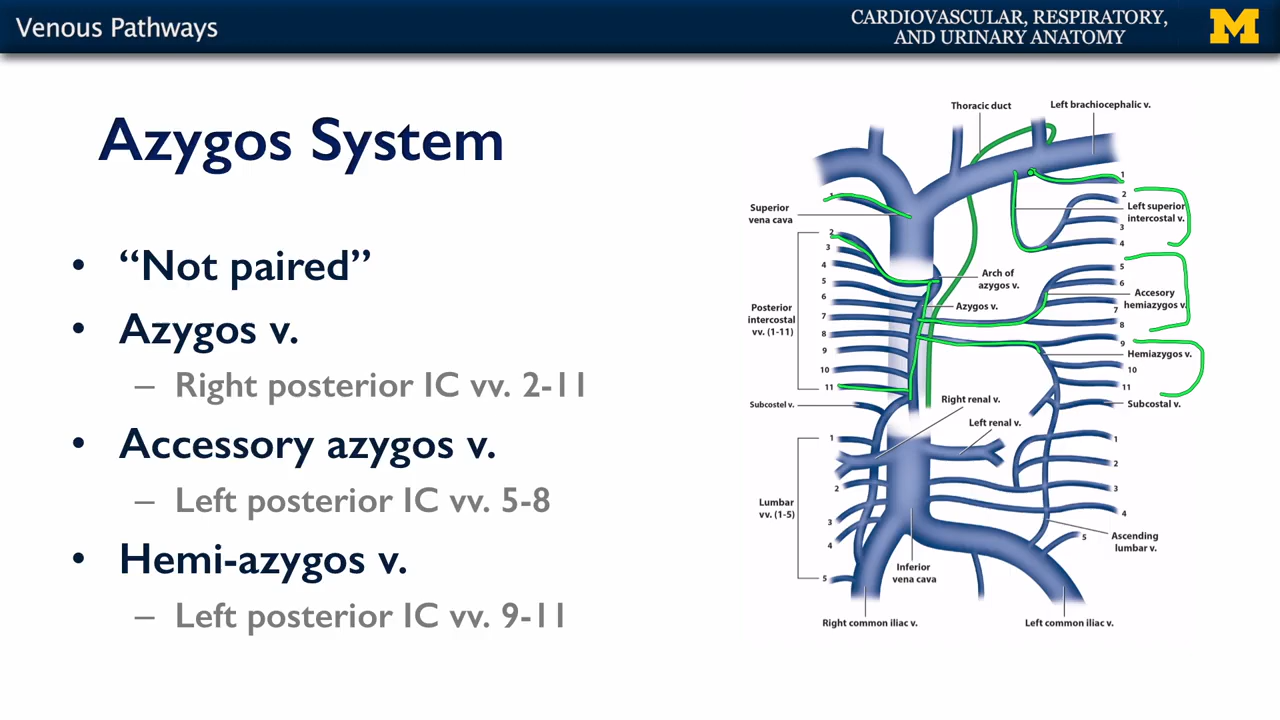 Venous Pathways
CARDIOVASCULAR, RESPIRATORY,
AND URINARY ANATOMY
M
Azygos System
• “Not paired”
• Azygos v.
– Right posterior IC vv. 2-11
• Accessory azygos v.
– Left posterior IC vv. 5-8
• Hemi-azygos v.
– Left posterior IC vv. 9-11
Thoracic duct
Left brachiocephalic v.
1
Superior
vena cava
2
3
4
5
6
7
8
9
10
11
Posterior
intercostal
vv. (1-11)
Subcostel v.
1
2
3
4
5
Lumbar
vv. (1-5)
Arch of
azygos v.
Azygos v.
Right renal v.
Left renal v.
Inferior
vena cava
Right common iliac v.
Left common iliac v.
1
2
Left superior
intercostal v.
3
4
5
6
Accesory
hemiazygos v.
7
8
9
Hemiazygos v.
10
11
Subcostal v.
1
2
3
4
5
Ascending
lumbar v.